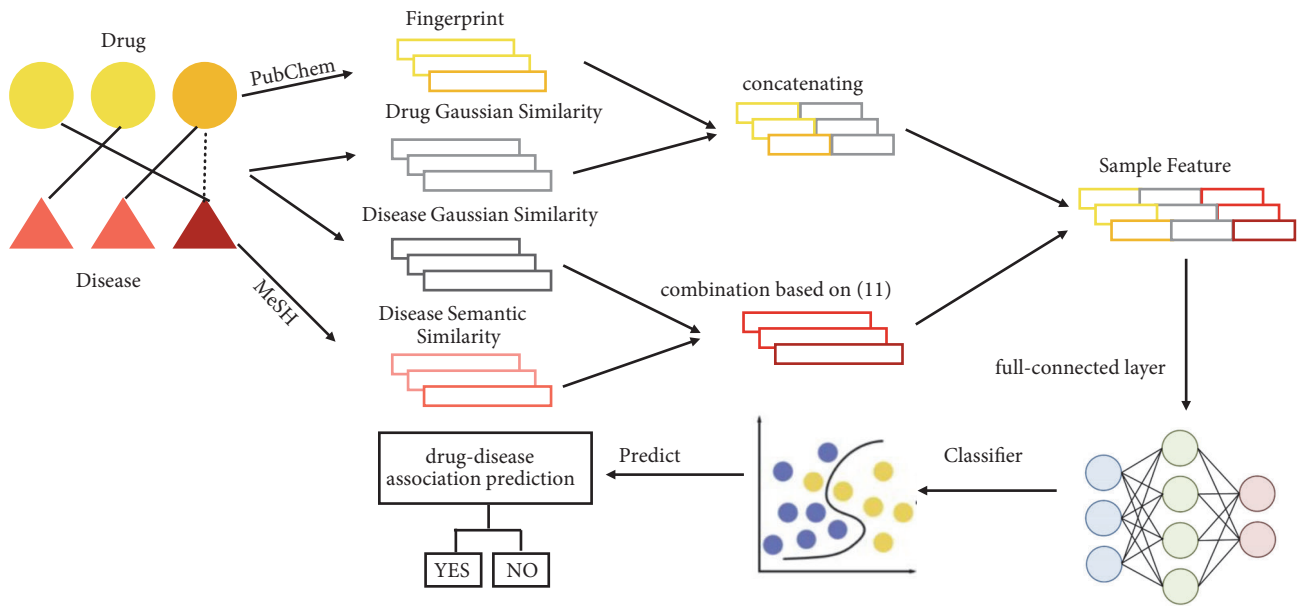 Drug
PubChem
Disease
MeSH
Fingerprint
Drug Gaussian Similarity
Disease Gaussian Similarity
Disease Semantic
Similarity
concatenating
combination based on (11)
Sample Feature
full-connected layer
Classifier
Predict
drug-disease
association prediction
YES
NO